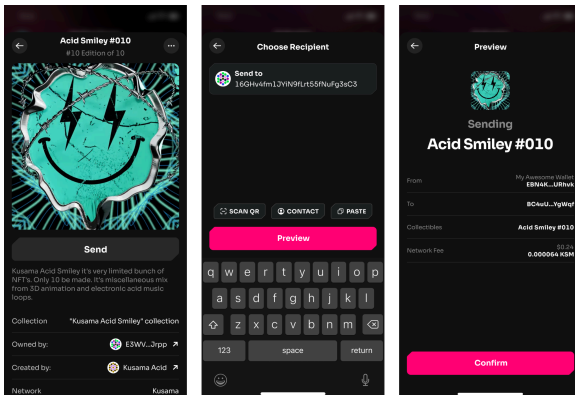 Acid Smiley #010
#10 Edition of 10
Send
Kusama Acid Smiley it's very limited bunch of
NFT's. Only 10 be made. It's miscellaneous mix
from 3D animation and electronic acid music
loops.
Collection "Kusama Acid Smiley" collection
Owned by: E3WV...Jrpp
Created by: Kusama Acid
Network Kusama
Choose Recipient
Send to
16GHv4fm1JYiN9fLrt55fNuFg3sC3
SCAN QR CONTACT PASTE
Preview
q w e r t y u i o p
a s d f g h j k l
z x c v b n m
123 space return
Preview
Sending
Acid Smiley #010
From My Awesome Wallet
EBN4K...URhvk
To BC4uU...YgWqf
Collectibles Acid Smiley #010
Network Fee $0.24
0.000064 KSM
Confirm